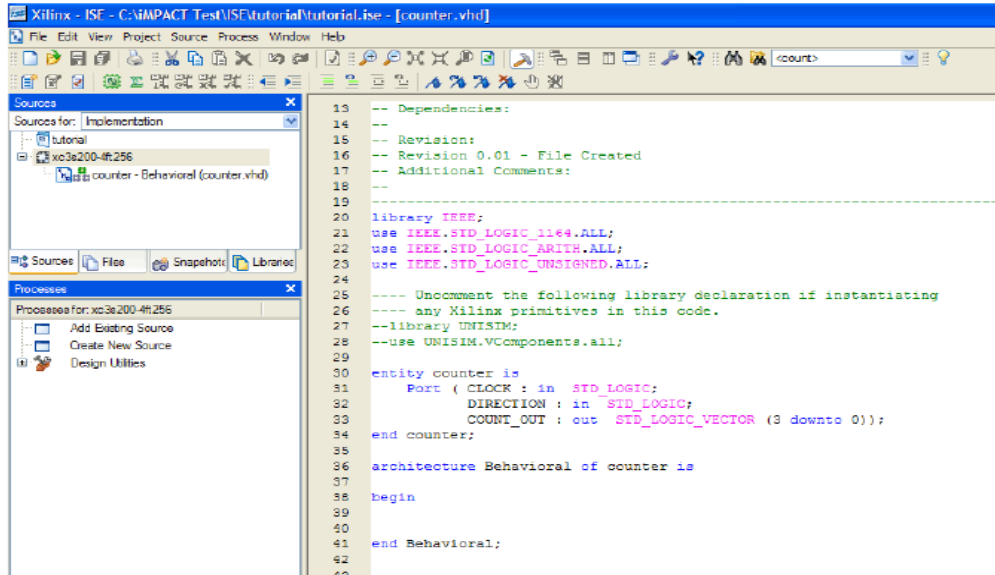 Xilinx - ISE - C:\iMPACT Test\ISE\tutorial\tutorial.ise - [counter.vhd]
File Edit View Project Source Process Window Help
<count>
Sources
Sources for: Implementation
tutorial
xc3s200-4ft256
counter - Behavioral (counter.vhd)
Sources Files Snapshots Libraries
Processes
Processes for: xc3s200-4ft256
Add Existing Source
Create New Source
Design Utilities
13 -- Dependencies:
14 --
15 -- Revision:
16 -- Revision 0.01 - File Created
17 -- Additional Comments:
18 --
19 --------------------------------------------------------------------------------
20 library IEEE;
21 use IEEE.STD_LOGIC_1164.ALL;
22 use IEEE.STD_LOGIC_ARITH.ALL;
23 use IEEE.STD_LOGIC_UNSIGNED.ALL;
24
25 ---- Uncomment the following library declaration if instantiating
26 ---- any Xilinx primitives in this code.
27 --library UNISIM;
28 --use UNISIM.VComponents.all;
29
30 entity counter is
31 Port ( CLOCK : in STD_LOGIC;
32 DIRECTION : in STD_LOGIC;
33 COUNT_OUT : out STD_LOGIC_VECTOR (3 downto 0));
34 end counter;
35
36 architecture Behavioral of counter is
37
38 begin
39
40
41 end Behavioral;
42